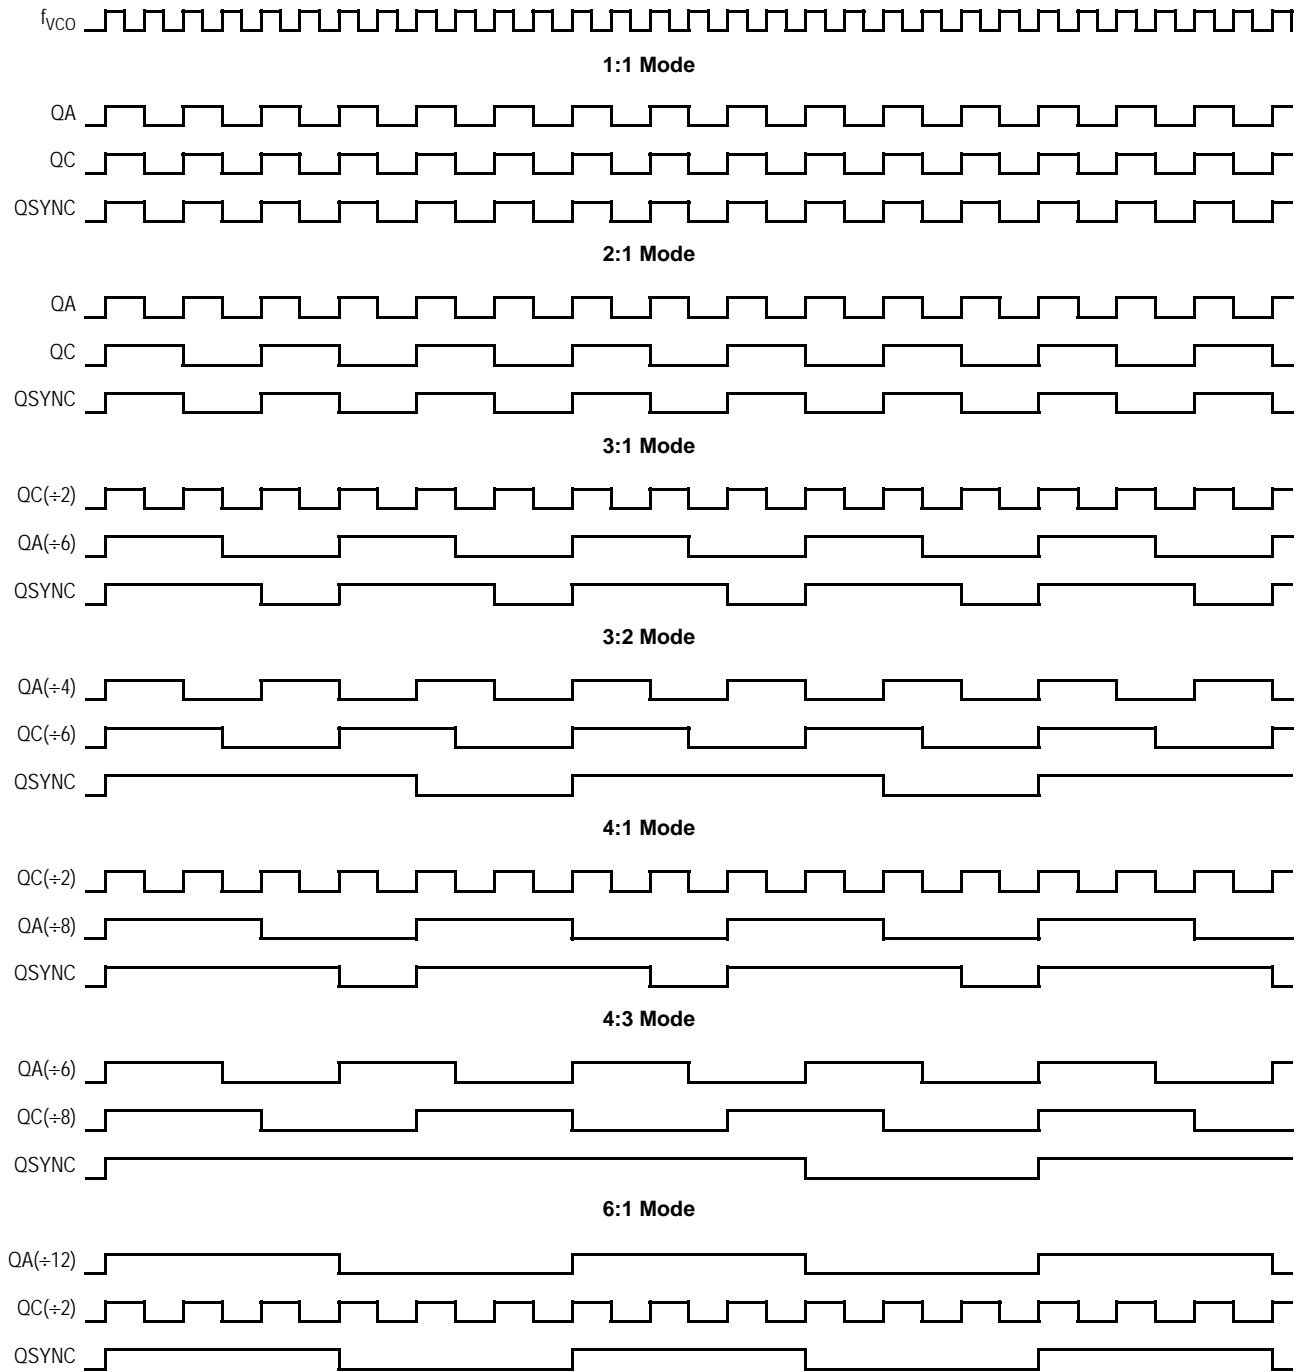 fVCO
1:1 Mode
QA
QC
QSYNC
2:1 Mode
QA
QC
QSYNC
3:1 Mode
QC(÷2)
QA(÷6)
QSYNC
3:2 Mode
QA(÷4)
QC(÷6)
QSYNC
4:1 Mode
QC(÷2)
QA(÷8)
QSYNC
4:3 Mode
QA(÷6)
QC(÷8)
QSYNC
6:1 Mode
QA(÷12)
QC(÷2)
QSYNC